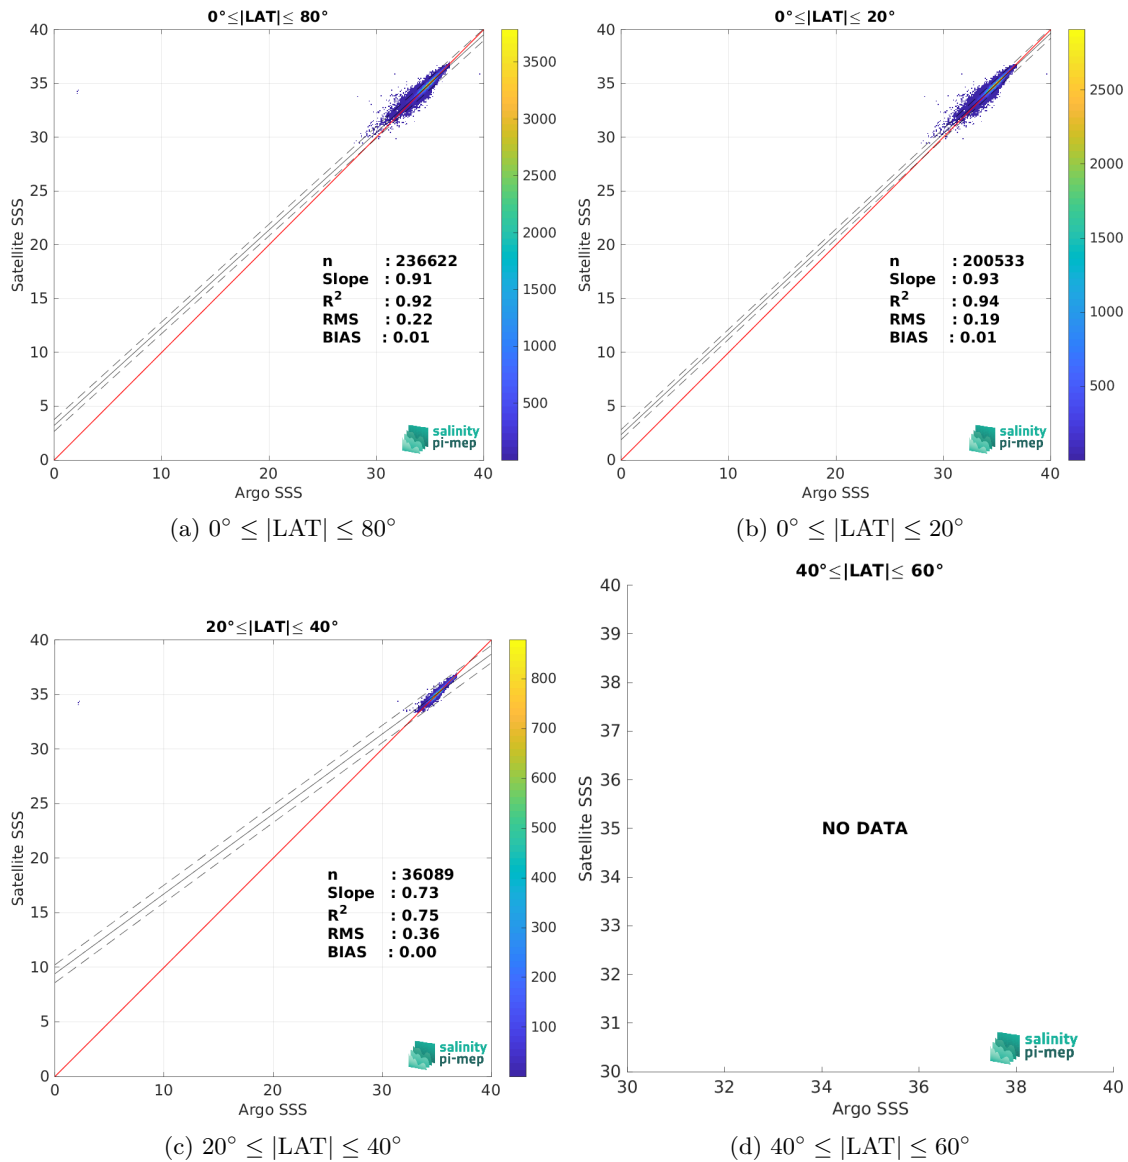 0°≤|LAT|≤ 80°
40
35
30
25
20
15
10
5
0
Satellite SSS
n : 236622
Slope : 0.91
R² : 0.92
RMS : 0.22
BIAS : 0.01
salinity
pi-mep
0 10 20 30 40
Argo SSS
3500
3000
2500
2000
1500
1000
500
(a) 0° ≤ |LAT| ≤ 80°
0°≤|LAT|≤ 20°
40
35
30
25
20
15
10
5
0
Satellite SSS
n : 200533
Slope : 0.93
R² : 0.94
RMS : 0.19
BIAS : 0.01
salinity
pi-mep
0 10 20 30 40
Argo SSS
2500
2000
1500
1000
500
(b) 0° ≤ |LAT| ≤ 20°
20°≤|LAT|≤ 40°
40
35
30
25
20
15
10
5
0
Satellite SSS
n : 36089
Slope : 0.73
R² : 0.75
RMS : 0.36
BIAS : 0.00
salinity
pi-mep
0 10 20 30 40
Argo SSS
800
700
600
500
400
300
200
100
(c) 20° ≤ |LAT| ≤ 40°
40°≤|LAT|≤ 60°
40
39
38
37
36
35
34
33
32
31
30
Satellite SSS
NO DATA
salinity
pi-mep
30 32 34 36 38 40
Argo SSS
(d) 40° ≤ |LAT| ≤ 60°